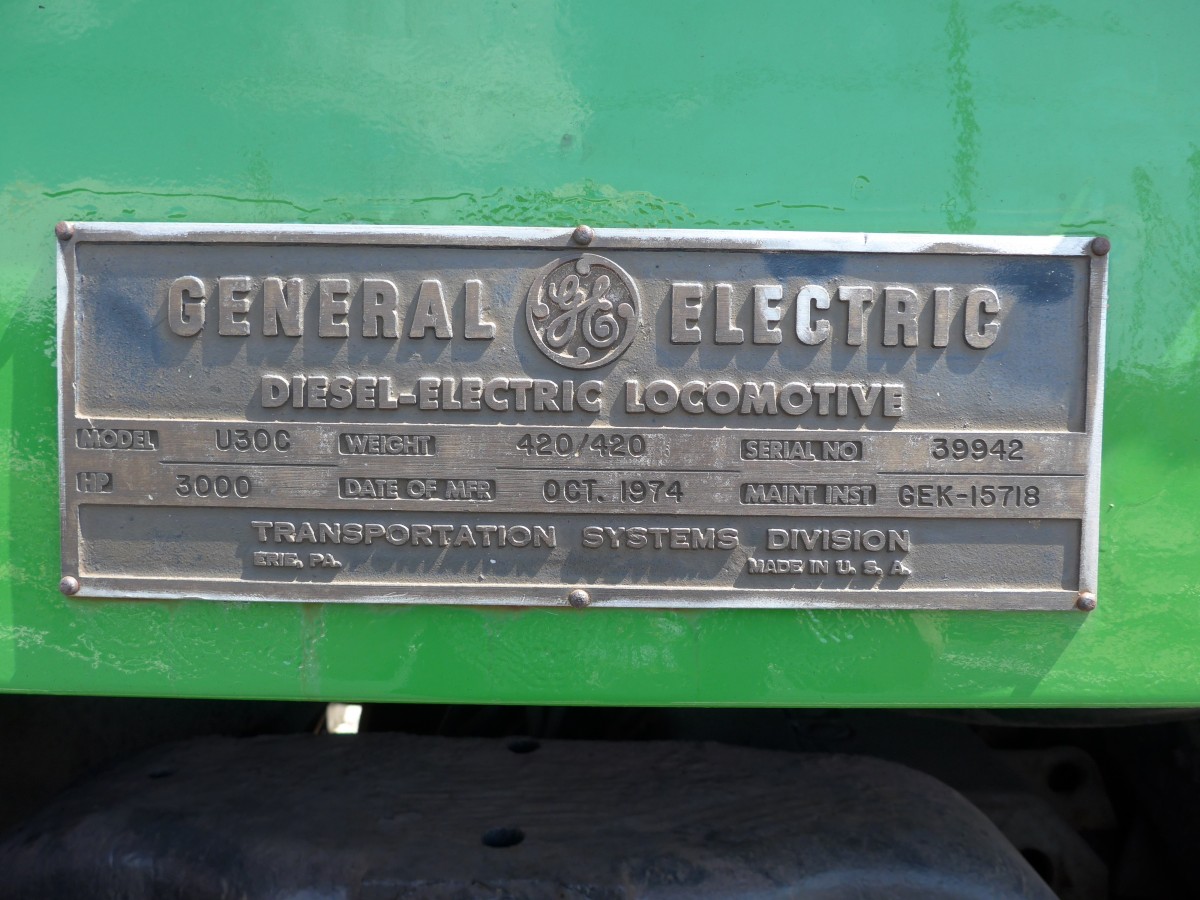 GENERAL GE ELECTRIC
DIESEL-ELECTRIC LOCOMOTIVE
MODEL U30C WEIGHT 420/420 SERIAL NO 39942
HP 3000 DATE OF MFR OCT. 1974 MAINT INST GEK-15718
TRANSPORTATION SYSTEMS DIVISION
ERIE, PA. MADE IN U. S. A.